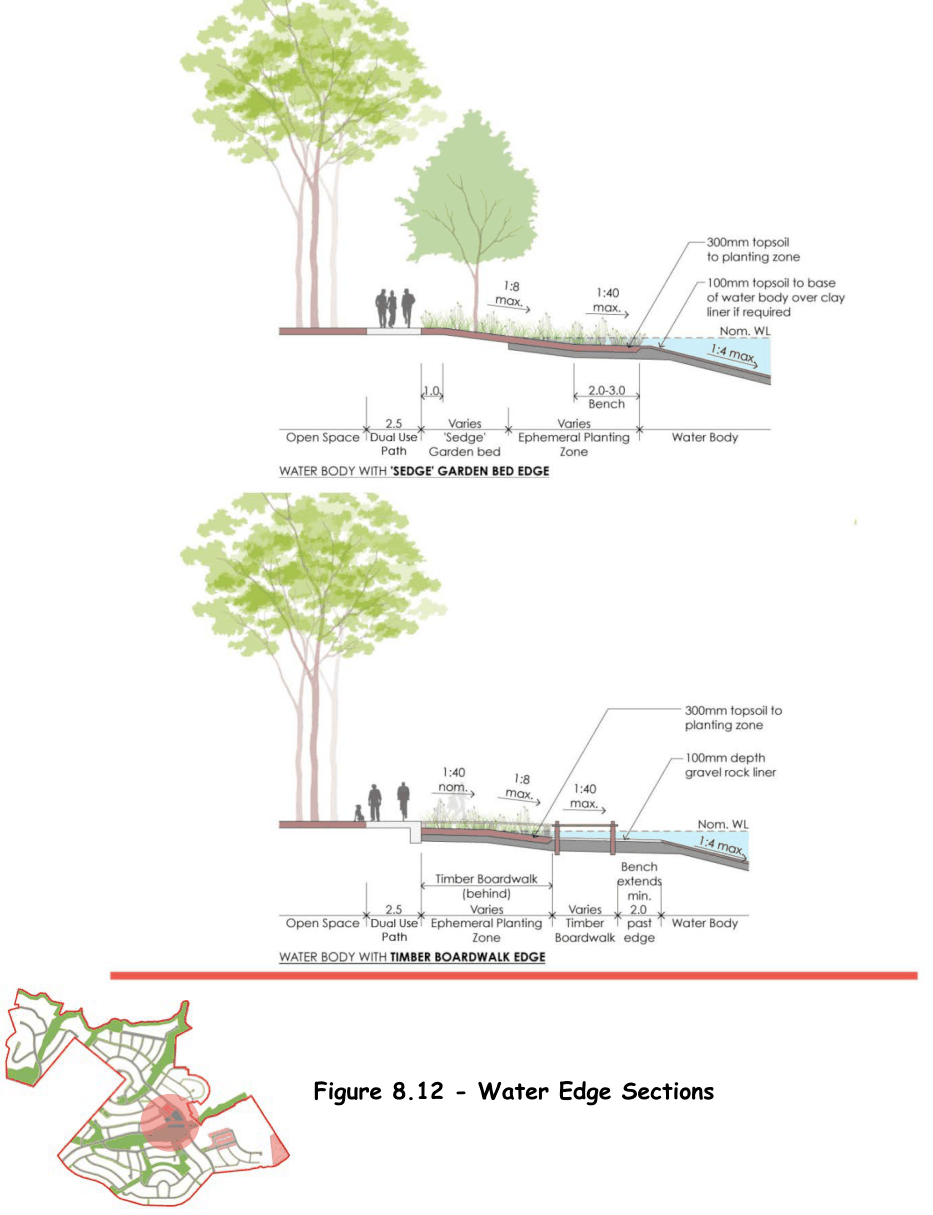 300mm topsoil
to planting zone
1:8
max.
1:40
max.
100mm topsoil to base
of water body over clay
liner if required
Nom. WL
1:4 max.
1.0
2.0-3.0
Bench
Open Space
2.5
Dual Use
Path
Varies
'Sedge'
Garden bed
Varies
Ephemeral Planting
Zone
Water Body
WATER BODY WITH 'SEDGE' GARDEN BED EDGE
300mm topsoil to
planting zone
100mm depth
gravel rock liner
1:40
nom.
1:8
max.
1:40
max.
Nom. WL
1:4 max.
Timber Boardwalk
(behind)
Bench
extends
min.
2.0
past
edge
Open Space
2.5
Dual Use
Path
Varies
Ephemeral Planting
Zone
Varies
Timber
Boardwalk
Water Body
WATER BODY WITH TIMBER BOARDWALK EDGE
Figure 8.12 - Water Edge Sections